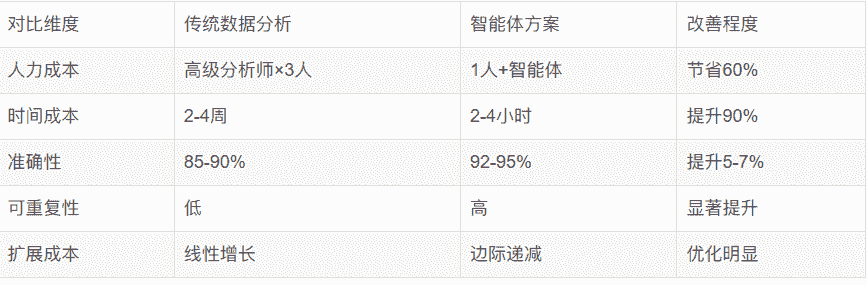 对比维度 传统数据分析 智能体方案 改善程度
人力成本 高级分析师×3人 1人+智能体 节省60%
时间成本 2-4周 2-4小时 提升90%
准确性 85-90% 92-95% 提升5-7%
可重复性 低 高 显著提升
扩展成本 线性增长 边际递减 优化明显